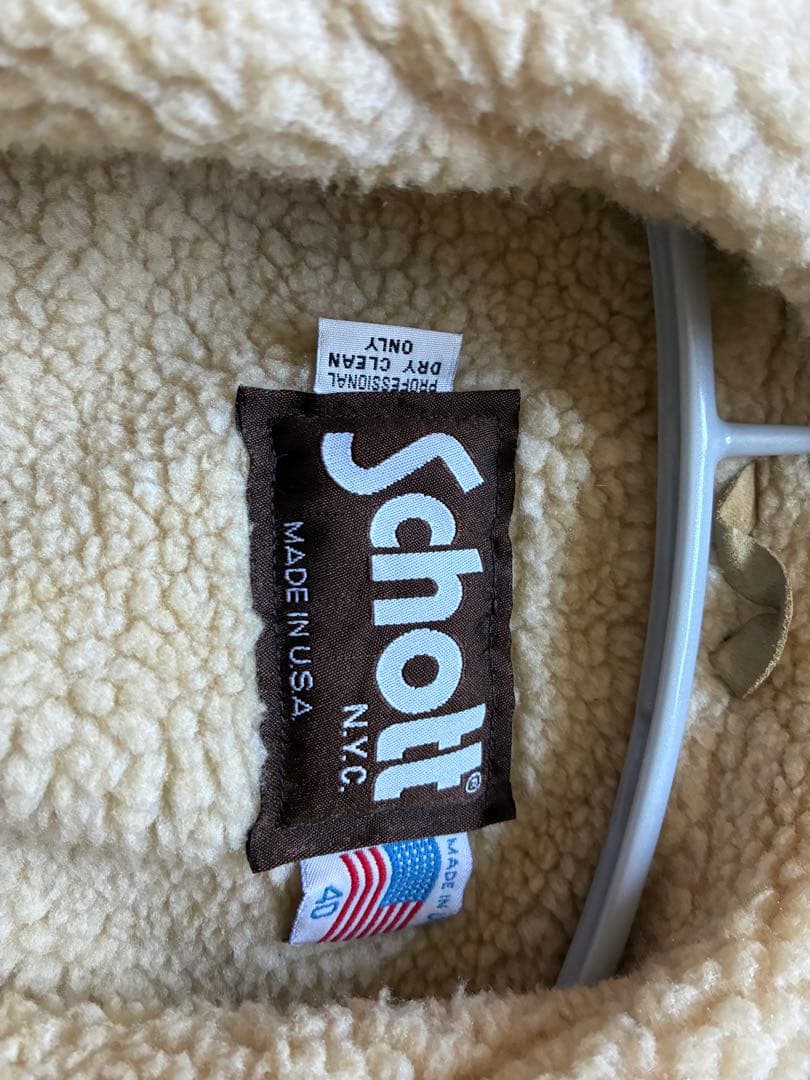 PROFESSIONAL
DRY CLEAN
ONLY
Schott
®
N.Y.C.
MADE IN U.S.A.
MADE IN
40